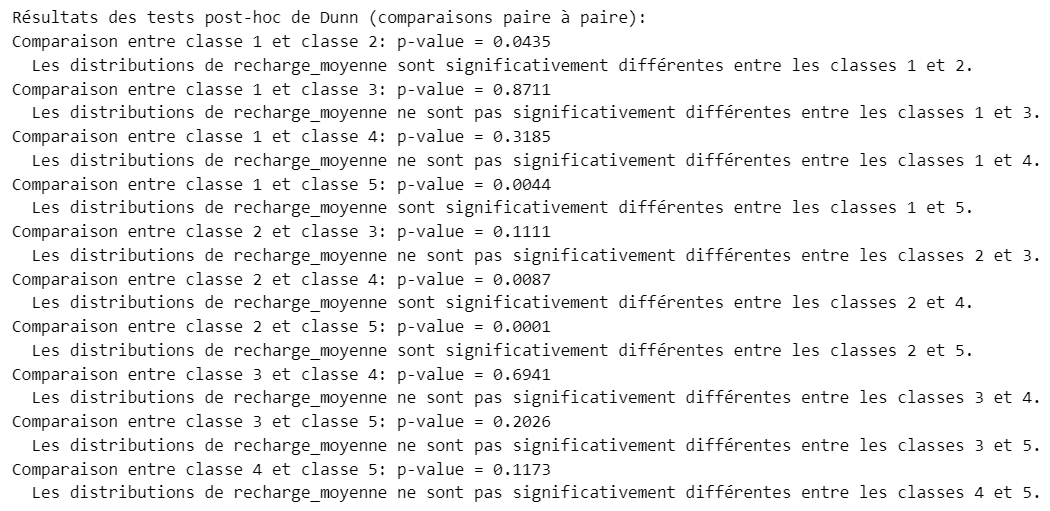 Résultats des tests post-hoc de Dunn (comparaisons paire à paire):
Comparaison entre classe 1 et classe 2: p-value = 0.0435
  Les distributions de recharge_moyenne sont significativement différentes entre les classes 1 et 2.
Comparaison entre classe 1 et classe 3: p-value = 0.8711
  Les distributions de recharge_moyenne ne sont pas significativement différentes entre les classes 1 et 3.
Comparaison entre classe 1 et classe 4: p-value = 0.3185
  Les distributions de recharge_moyenne ne sont pas significativement différentes entre les classes 1 et 4.
Comparaison entre classe 1 et classe 5: p-value = 0.0044
  Les distributions de recharge_moyenne sont significativement différentes entre les classes 1 et 5.
Comparaison entre classe 2 et classe 3: p-value = 0.1111
  Les distributions de recharge_moyenne ne sont pas significativement différentes entre les classes 2 et 3.
Comparaison entre classe 2 et classe 4: p-value = 0.0087
  Les distributions de recharge_moyenne sont significativement différentes entre les classes 2 et 4.
Comparaison entre classe 2 et classe 5: p-value = 0.0001
  Les distributions de recharge_moyenne sont significativement différentes entre les classes 2 et 5.
Comparaison entre classe 3 et classe 4: p-value = 0.6941
  Les distributions de recharge_moyenne ne sont pas significativement différentes entre les classes 3 et 4.
Comparaison entre classe 3 et classe 5: p-value = 0.2026
  Les distributions de recharge_moyenne ne sont pas significativement différentes entre les classes 3 et 5.
Comparaison entre classe 4 et classe 5: p-value = 0.1173
  Les distributions de recharge_moyenne ne sont pas significativement différentes entre les classes 4 et 5.